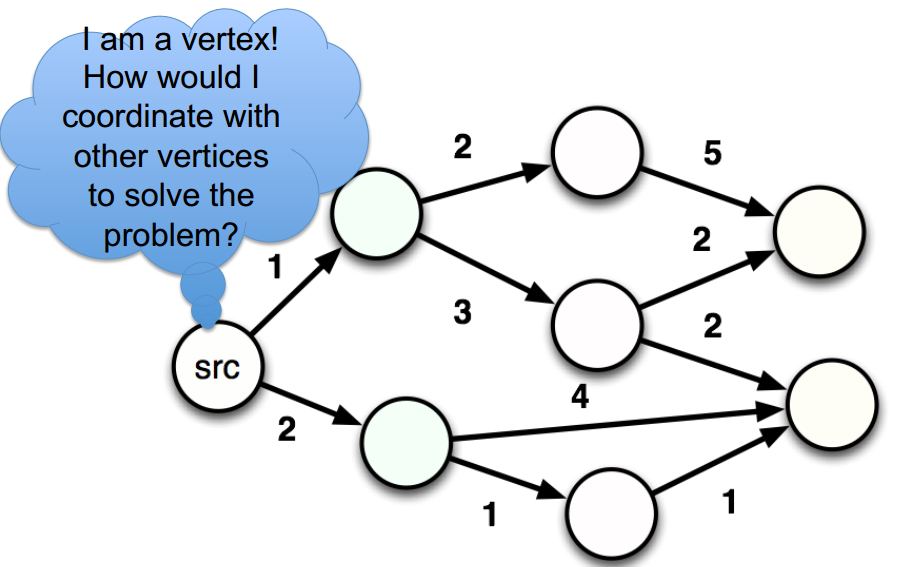 I am a vertex!
How would I
coordinate with
other vertices
to solve the
problem?
2
5
2
1
3
2
src
4
2
1
1